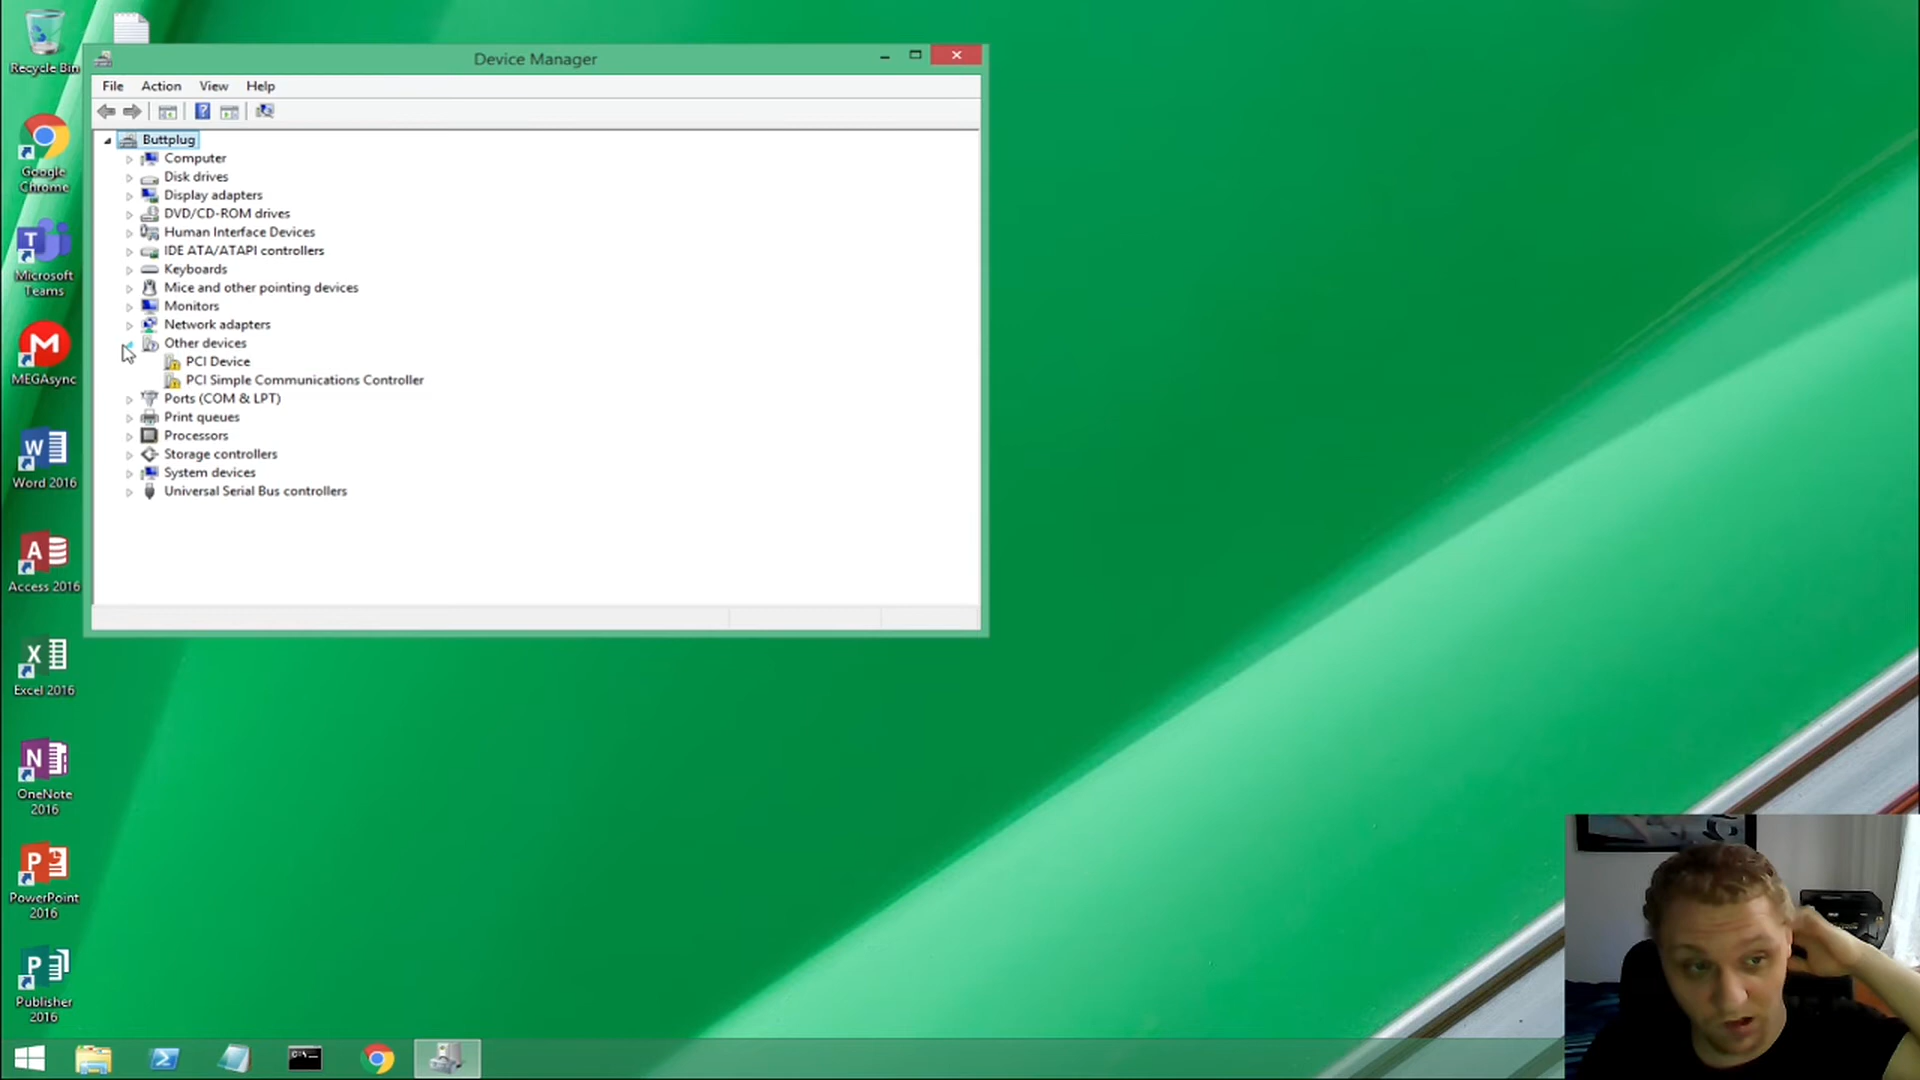 Recycle Bin
Google
Chrome
Microsoft
Teams
MEGAsync
Word 2016
Access 2016
Excel 2016
OneNote
2016
PowerPoint
2016
Publisher
2016
Device Manager
File Action View Help
Buttplug
Computer
Disk drives
Display adapters
DVD/CD-ROM drives
Human Interface Devices
IDE ATA/ATAPI controllers
Keyboards
Mice and other pointing devices
Monitors
Network adapters
Other devices
PCI Device
PCI Simple Communications Controller
Ports (COM & LPT)
Print queues
Processors
Storage controllers
System devices
Universal Serial Bus controllers